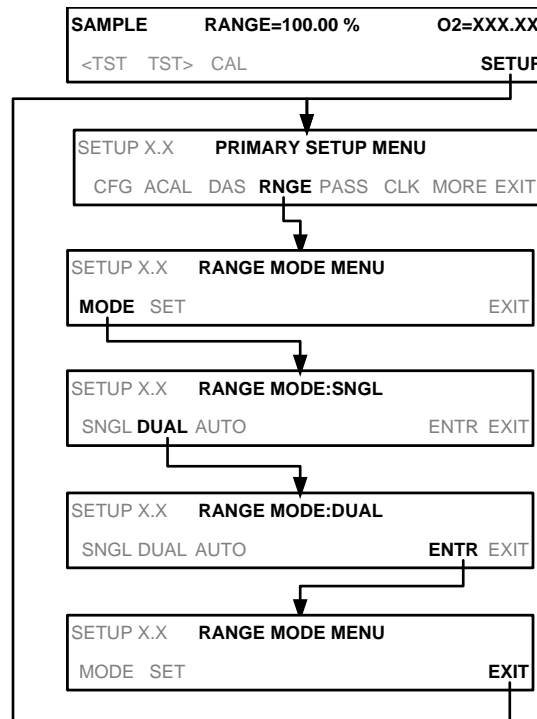 SAMPLE RANGE=100.00 % O2=XXX.XX
<TST TST> CAL SETUP
SETUP X.X PRIMARY SETUP MENU
CFG ACAL DAS RNGE PASS CLK MORE EXIT
SETUP X.X RANGE MODE MENU
MODE SET EXIT
SETUP X.X RANGE MODE:SNGL
SNGL DUAL AUTO ENTR EXIT
SETUP X.X RANGE MODE:DUAL
SNGL DUAL AUTO ENTR EXIT
SETUP X.X RANGE MODE MENU
MODE SET EXIT